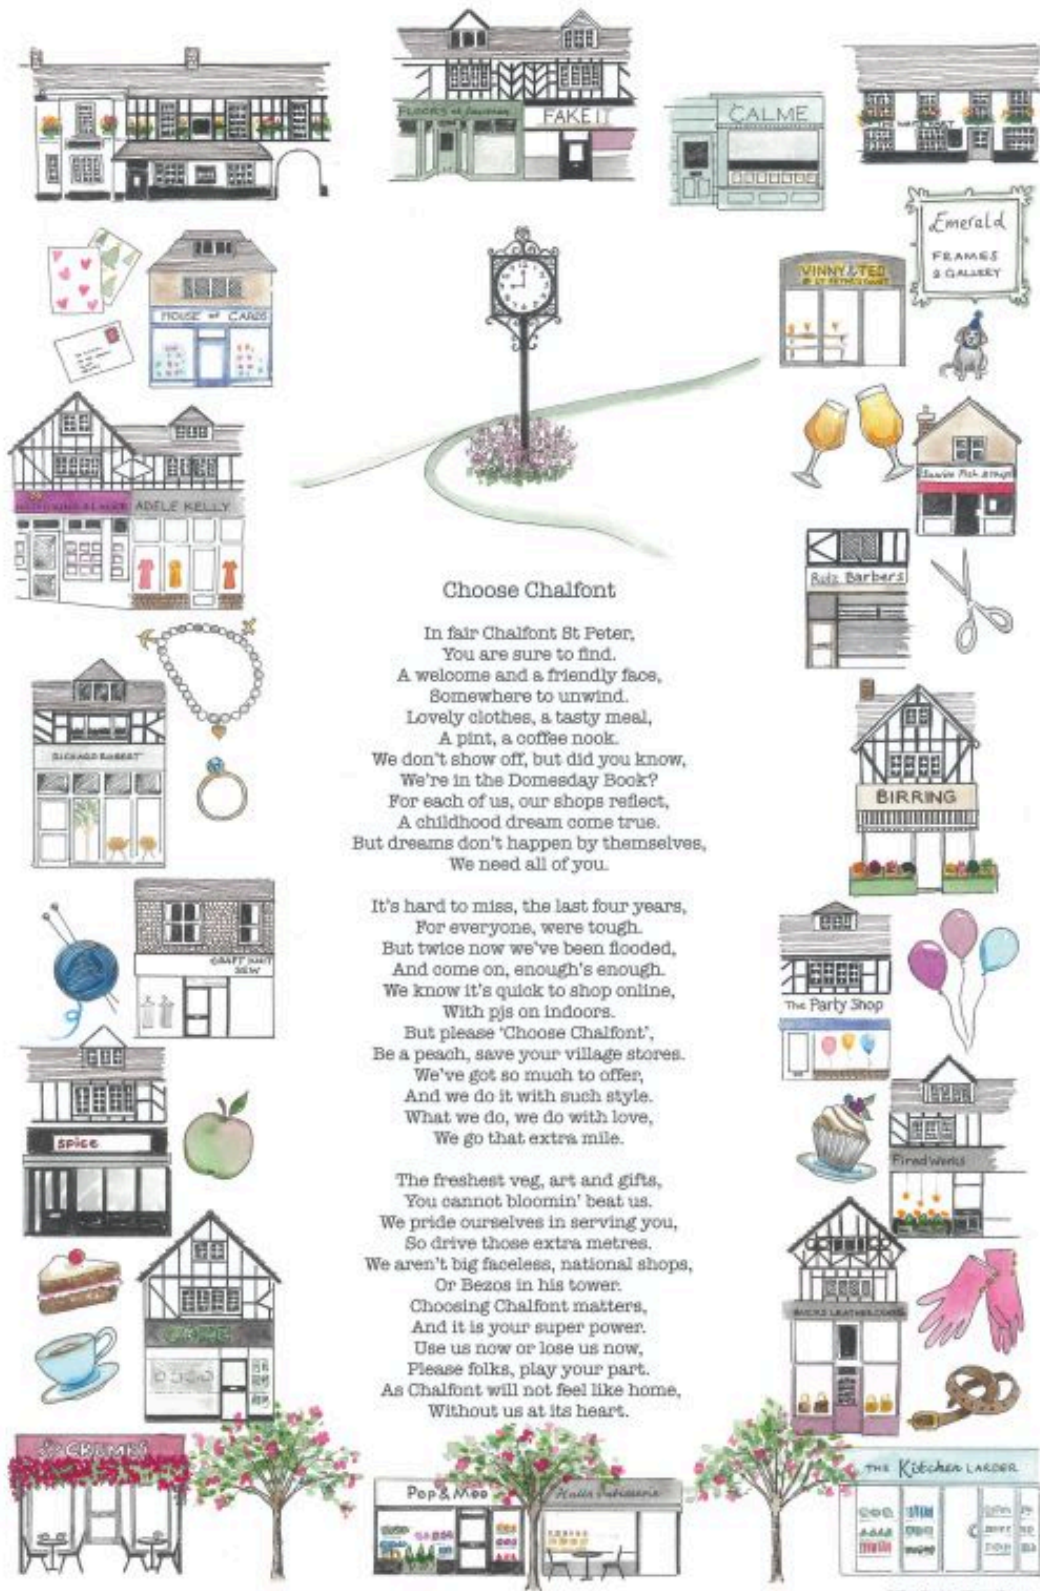 FLOORS of
FAKE IT
CALME
Emerald
FRAMES
& GALLERY
VINNY & TED
HOUSE of CARDS
ADELE KELLY
Barbers
RICHARD ROBERT
BIRRING
CRAFT KNIT
SEW
The Party Shop
Spice
Fired Works
Choose Chalfont
In fair Chalfont St Peter,
You are sure to find.
A welcome and a friendly face,
Somewhere to unwind.
Lovely clothes, a tasty meal,
A pint, a coffee nook.
We don't show off, but did you know,
We're in the Domesday Book?
For each of us, our shops reflect,
A childhood dream come true.
But dreams don't happen by themselves,
We need all of you.
It's hard to miss, the last four years,
For everyone, were tough.
But twice now we've been flooded,
And come on, enough's enough.
We know it's quick to shop online,
With pjs on indoors.
But please 'Choose Chalfont',
Be a peach, save your village stores.
We've got so much to offer,
And we do it with such style.
What we do, we do with love,
We go that extra mile.
The freshest veg, art and gifts,
You cannot bloomin' beat us.
We pride ourselves in serving you,
So drive those extra metres.
We aren't big faceless, national shops,
Or Bezos in his tower.
Choosing Chalfont matters,
And it is your super power.
Use us now or lose us now,
Please folks, play your part.
As Chalfont will not feel like home,
Without us at its heart.
CRUMBS
Pop & Moo
Halls Patisserie
THE Kitchen LARDER